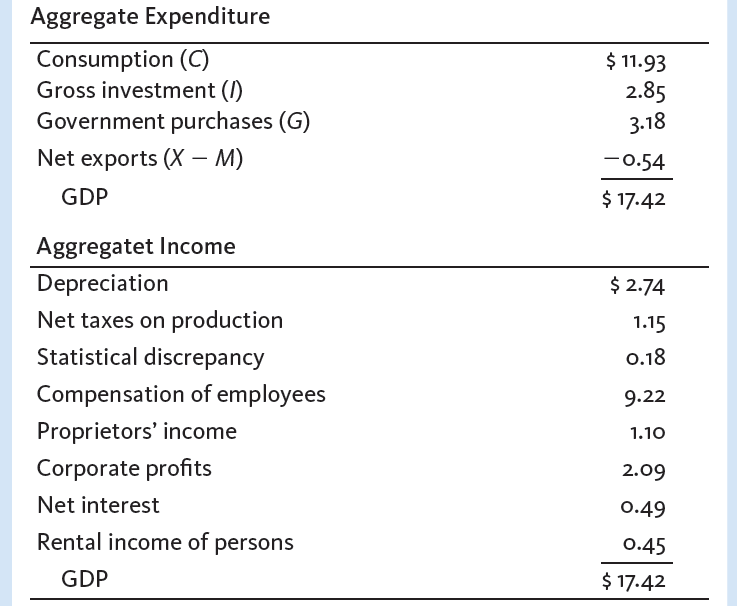 Aggregate Expenditure
Consumption (C) $ 11.93
Gross investment (I) 2.85
Government purchases (G) 3.18
Net exports (X – M) –0.54
GDP $ 17.42
Aggregatet Income
Depreciation $ 2.74
Net taxes on production 1.15
Statistical discrepancy 0.18
Compensation of employees 9.22
Proprietors’ income 1.10
Corporate profits 2.09
Net interest 0.49
Rental income of persons 0.45
GDP $ 17.42